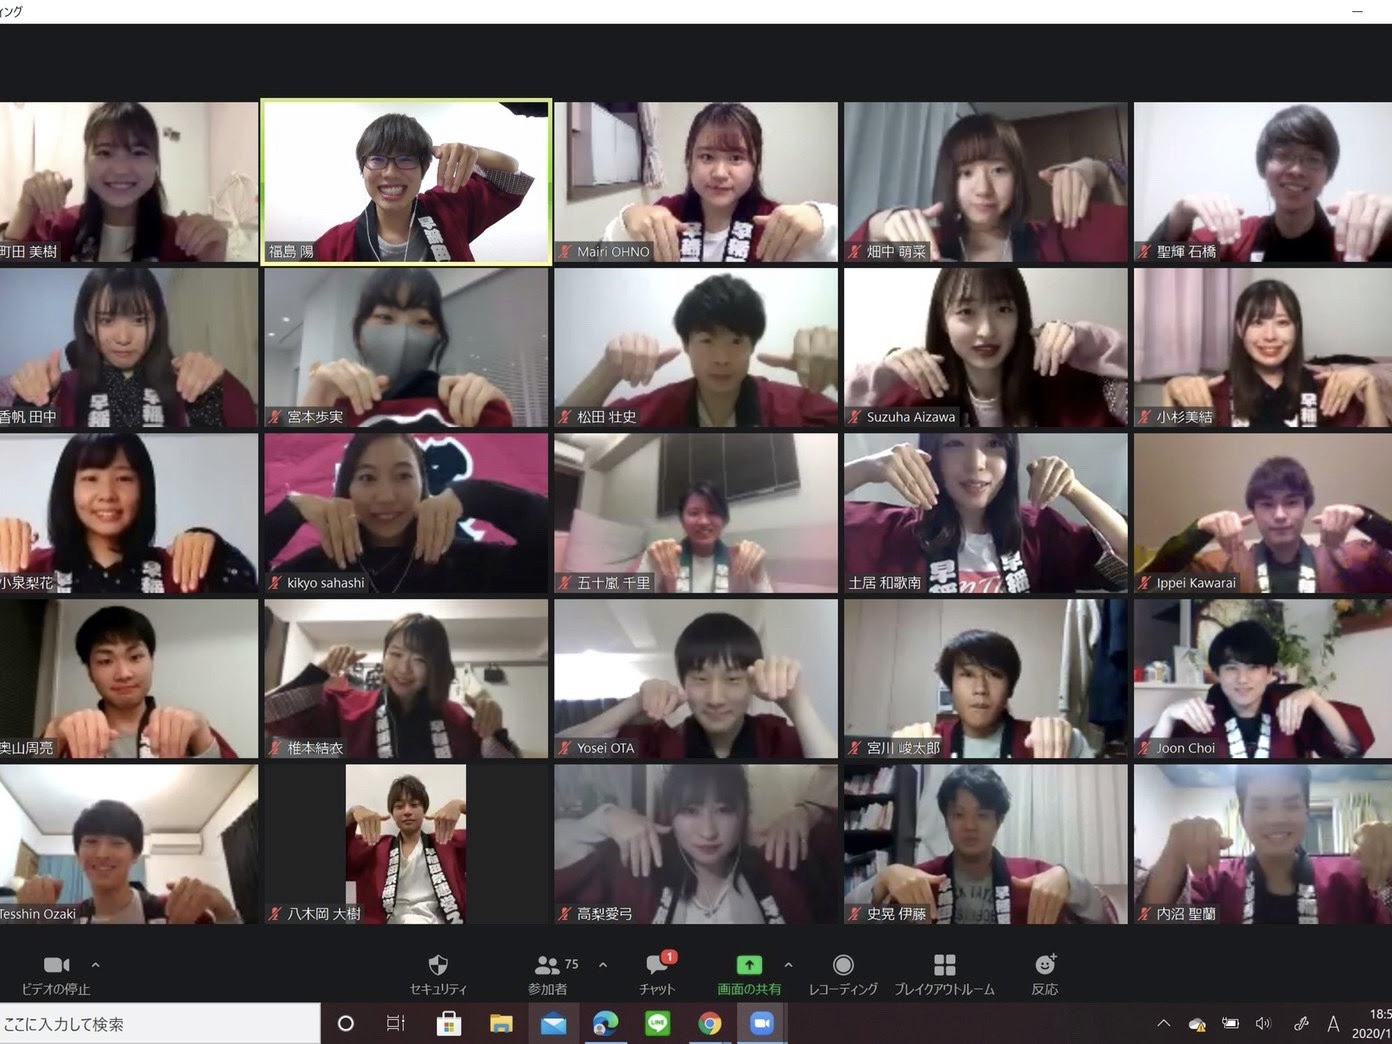 ィング
町田 美樹
福島 陽
Mairi OHNO
畑中 萌菜
聖輝 石橋
香帆 田中
宮本歩実
松田 壮史
Suzuha Aizawa
小杉美結
小泉梨花
kikyo sahashi
五十嵐 千里
土居 和歌南
Ippei Kawarai
奥山周亮
椎本結衣
Yosei OTA
宮川 峻太郎
Joon Choi
Tesshin Ozaki
八木岡 大樹
高梨愛弓
史晃 伊藤
内沼 聖蘭
ビデオの停止
セキュリティ
75
参加者
1
チャット
画面の共有
レコーディング
ブレイクアウトルーム
反応
ここに入力して検索
LINE
A
18:5
2020/1